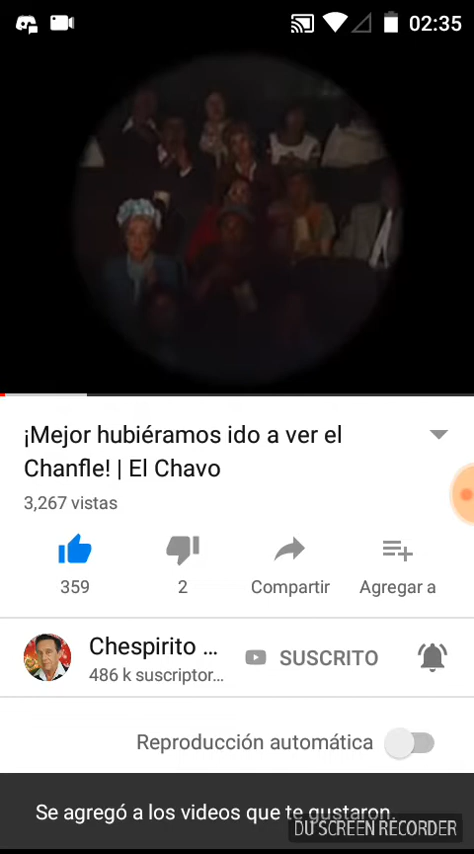 02:35
¡Mejor hubiéramos ido a ver el
Chanfle! | El Chavo
3,267 vistas
359
2
Compartir
Agregar a
Chespirito ...
SUSCRITO
486 k suscriptor...
Reproducción automática
Se agregó a los videos que te gustaron.
DU SCREEN RECORDER